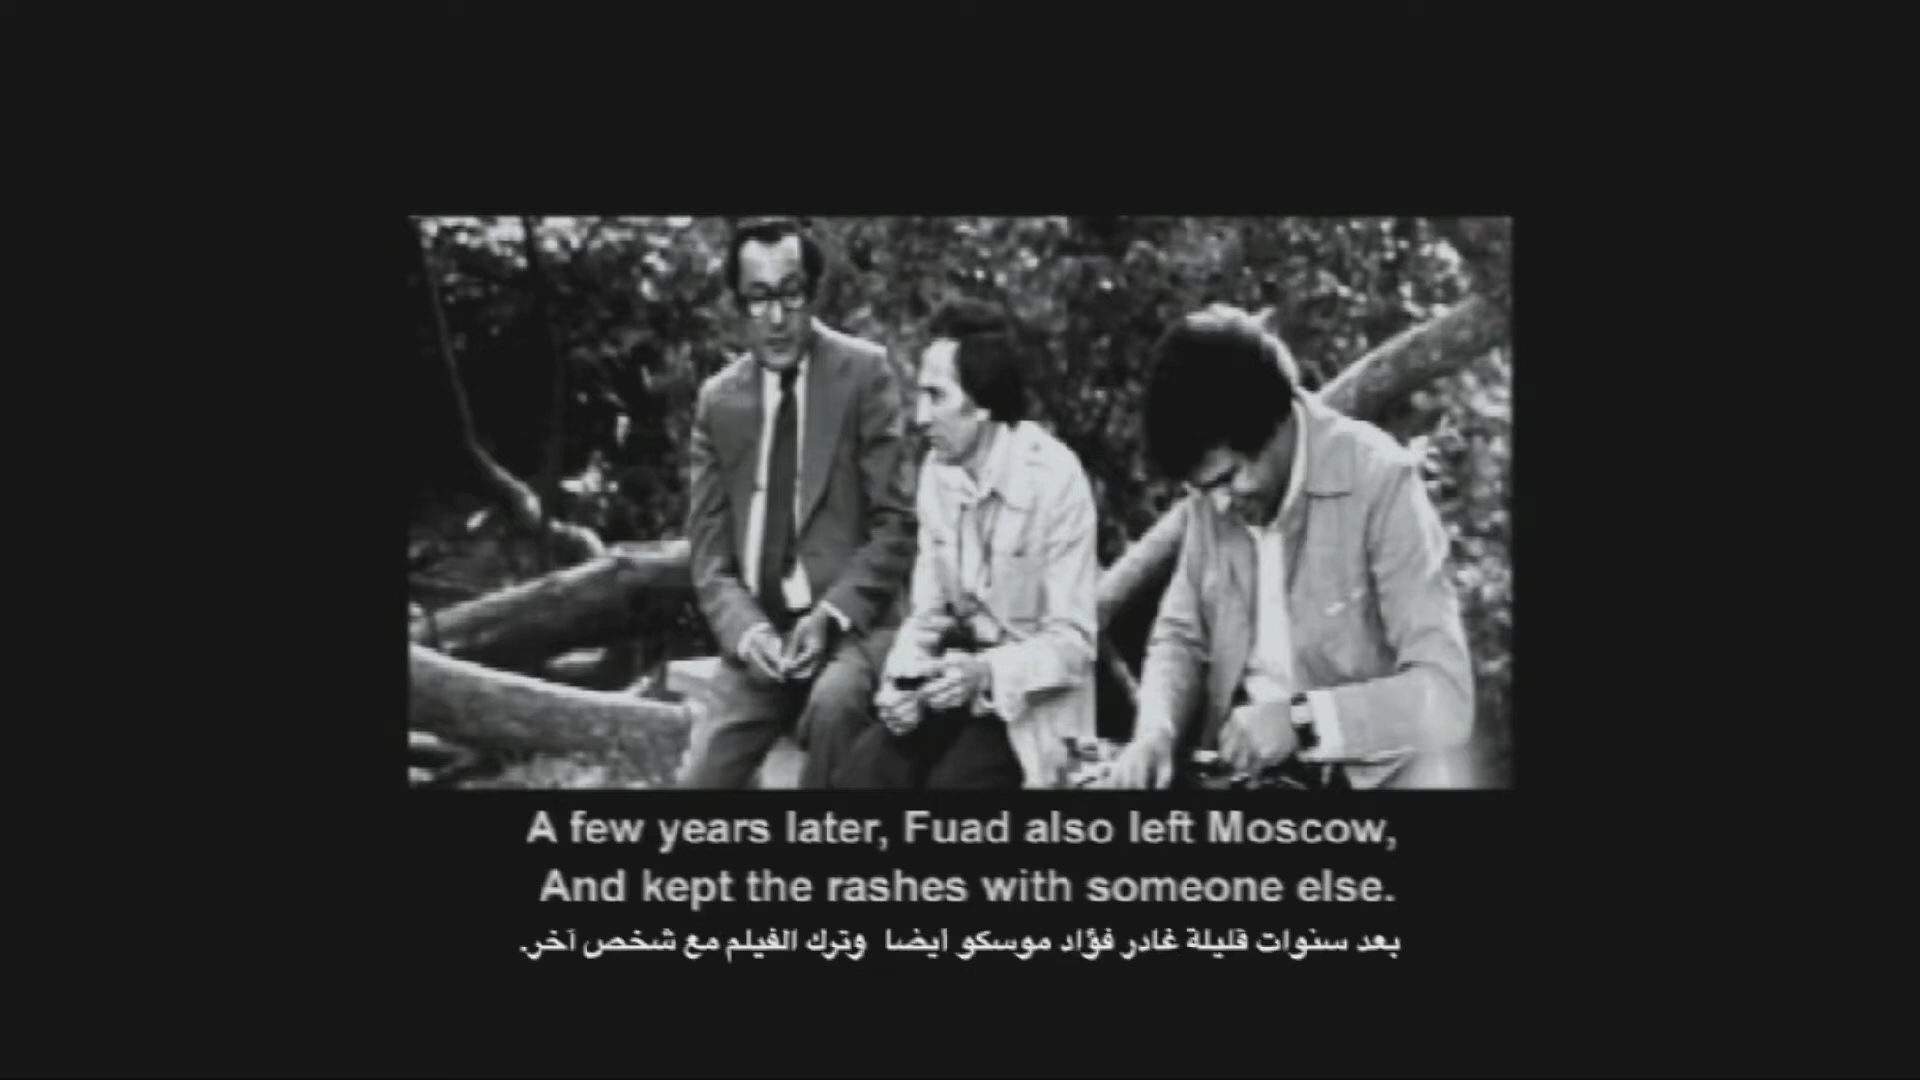 A few years later, Fuad also left Moscow,
And kept the rashes with someone else.
بعد سنوات قليلة غادر فؤاد موسكو أيضا وترك الفيلم مع شخص آخر.